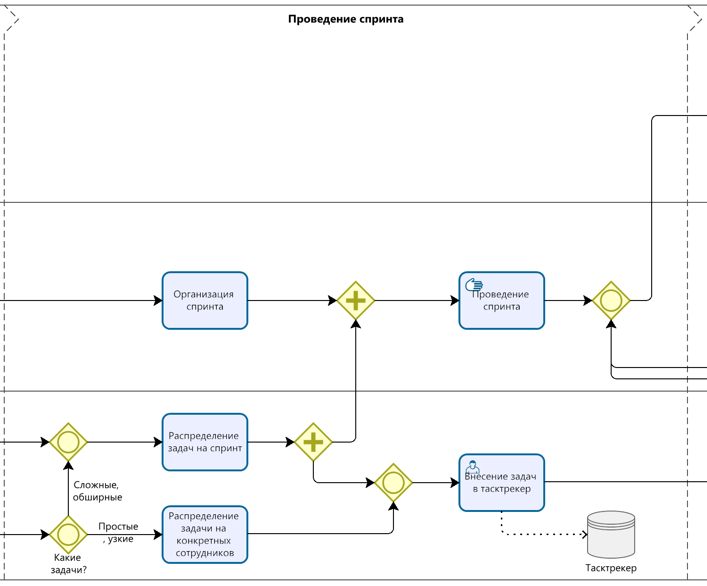 Проведение спринта
Организация
спринта
Проведение
спринта
Распределение
задач на спринт
Сложные,
обширные
Внесение задач
в тасктрекер
Простые
, узкие
Распределение
задачи на
конкретных
сотрудников
Какие
задачи?
Тасктрекер